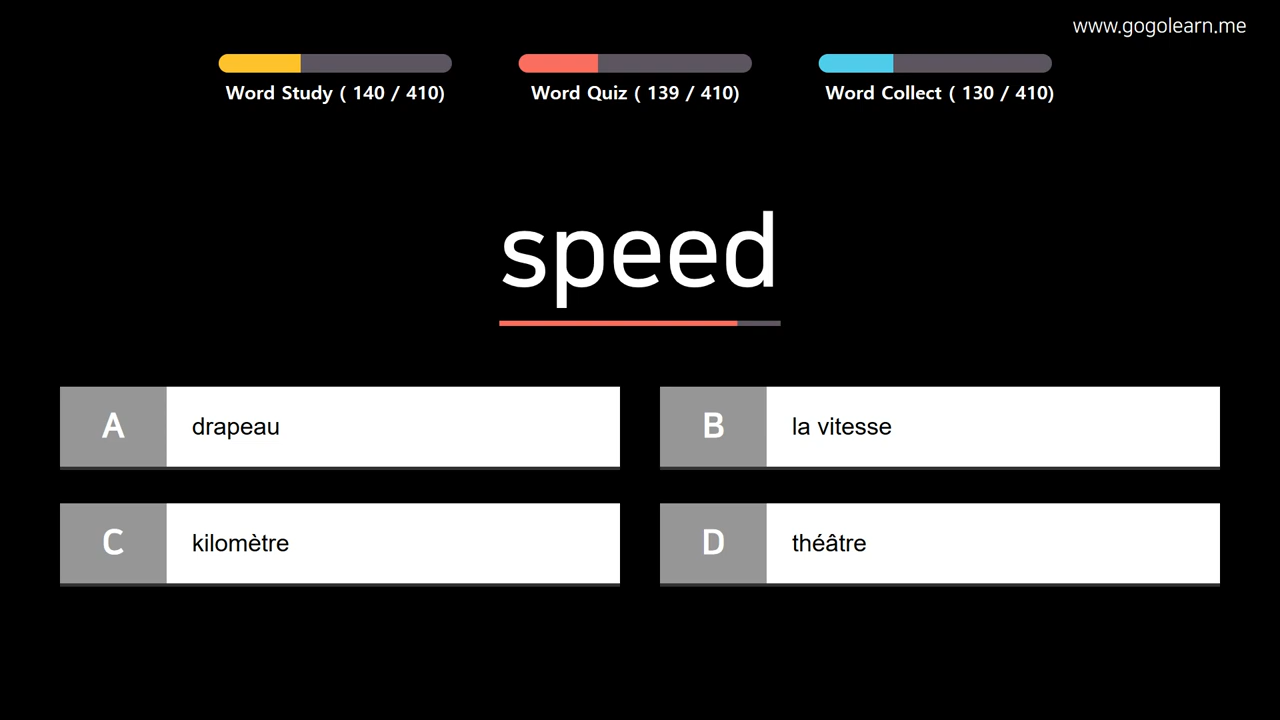 www.gogolearn.me
Word Study ( 140 / 410)
Word Quiz ( 139 / 410)
Word Collect ( 130 / 410)
speed
A drapeau
B la vitesse
C kilomètre
D théâtre